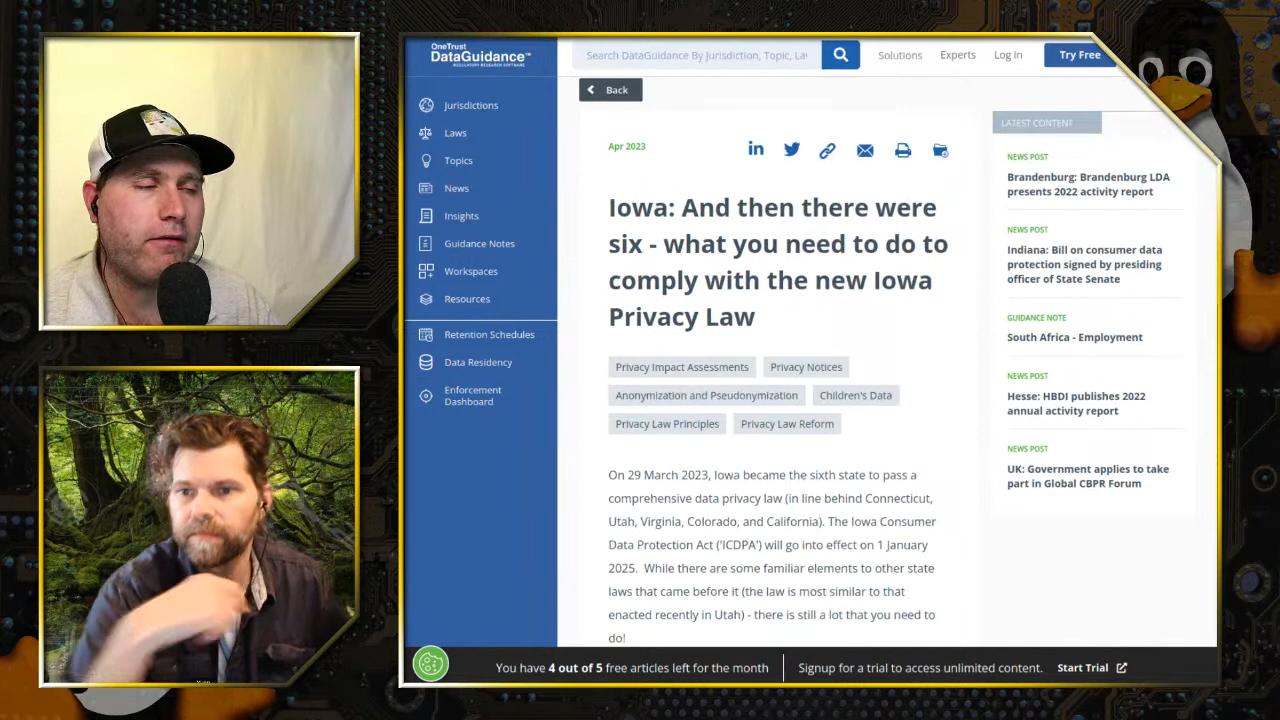 OneTrust
DataGuidance™
REGULATORY RESEARCH SOFTWARE
Jurisdictions
Laws
Topics
News
Insights
Guidance Notes
Workspaces
Resources
Retention Schedules
Data Residency
Enforcement
Dashboard
Search DataGuidance By Jurisdiction, Topic, La
Solutions
Experts
Log In
Try Free
Back
Apr 2023
Iowa: And then there were
six - what you need to do to
comply with the new Iowa
Privacy Law
Privacy Impact Assessments
Privacy Notices
Anonymization and Pseudonymization
Children's Data
Privacy Law Principles
Privacy Law Reform
On 29 March 2023, Iowa became the sixth state to pass a
comprehensive data privacy law (in line behind Connecticut,
Utah, Virginia, Colorado, and California). The Iowa Consumer
Data Protection Act ('ICDPA') will go into effect on 1 January
2025. While there are some familiar elements to other state
laws that came before it (the law is most similar to that
enacted recently in Utah) - there is still a lot that you need to
do!
LATEST CONTENT
NEWS POST
Brandenburg: Brandenburg LDA
presents 2022 activity report
NEWS POST
Indiana: Bill on consumer data
protection signed by presiding
officer of State Senate
GUIDANCE NOTE
South Africa - Employment
NEWS POST
Hesse: HBDI publishes 2022
annual activity report
NEWS POST
UK: Government applies to take
part in Global CBPR Forum
You have 4 out of 5 free articles left for the month
Signup for a trial to access unlimited content.
Start Trial